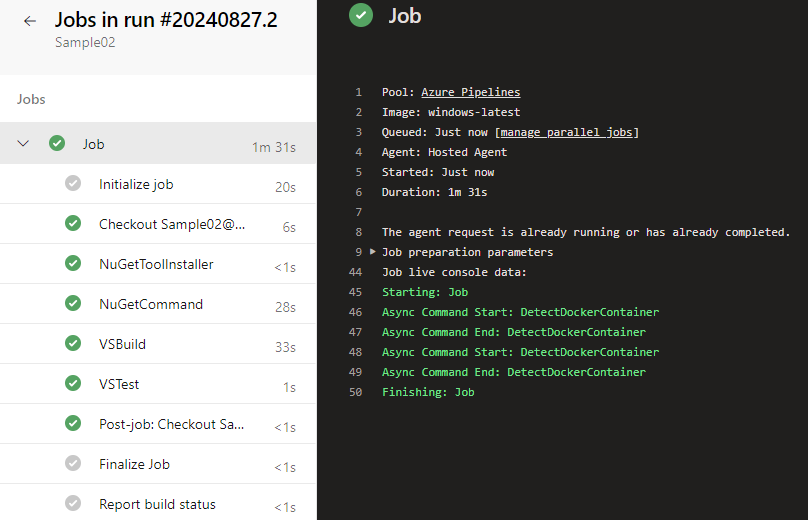 Jobs in run #20240827.2
Sample02
Jobs
Job 1m 31s
Initialize job 20s
Checkout Sample02@... 6s
NuGetToolInstaller <1s
NuGetCommand 28s
VSBuild 33s
VSTest 1s
Post-job: Checkout Sa... <1s
Finalize Job <1s
Report build status <1s
Job
1 Pool: Azure Pipelines
2 Image: windows-latest
3 Queued: Just now [manage parallel jobs]
4 Agent: Hosted Agent
5 Started: Just now
6 Duration: 1m 31s
7
8 The agent request is already running or has already completed.
9 Job preparation parameters
44 Job live console data:
45 Starting: Job
46 Async Command Start: DetectDockerContainer
47 Async Command End: DetectDockerContainer
48 Async Command Start: DetectDockerContainer
49 Async Command End: DetectDockerContainer
50 Finishing: Job